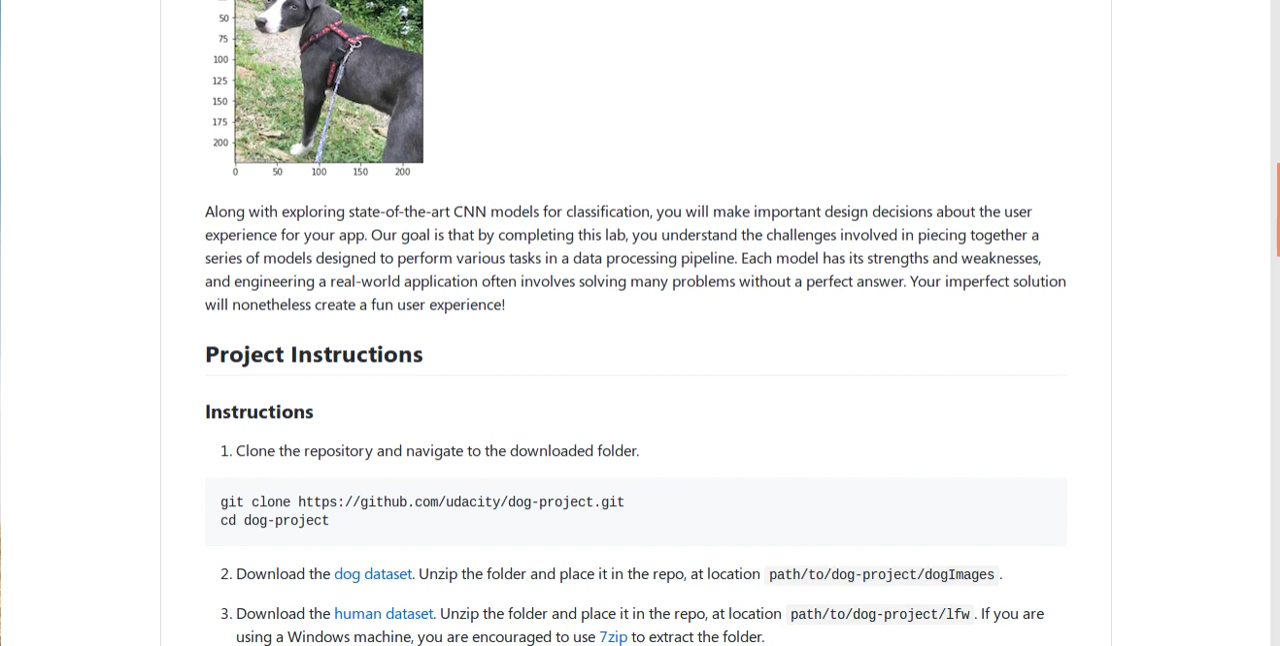 50
75
100
125
150
175
200
0 50 100 150 200
Along with exploring state-of-the-art CNN models for classification, you will make important design decisions about the user
experience for your app. Our goal is that by completing this lab, you understand the challenges involved in piecing together a
series of models designed to perform various tasks in a data processing pipeline. Each model has its strengths and weaknesses,
and engineering a real-world application often involves solving many problems without a perfect answer. Your imperfect solution
will nonetheless create a fun user experience!
Project Instructions
Instructions
1. Clone the repository and navigate to the downloaded folder.
git clone https://github.com/udacity/dog-project.git
cd dog-project
2. Download the dog dataset. Unzip the folder and place it in the repo, at location path/to/dog-project/dogImages .
3. Download the human dataset. Unzip the folder and place it in the repo, at location path/to/dog-project/lfw . If you are
using a Windows machine, you are encouraged to use 7zip to extract the folder.